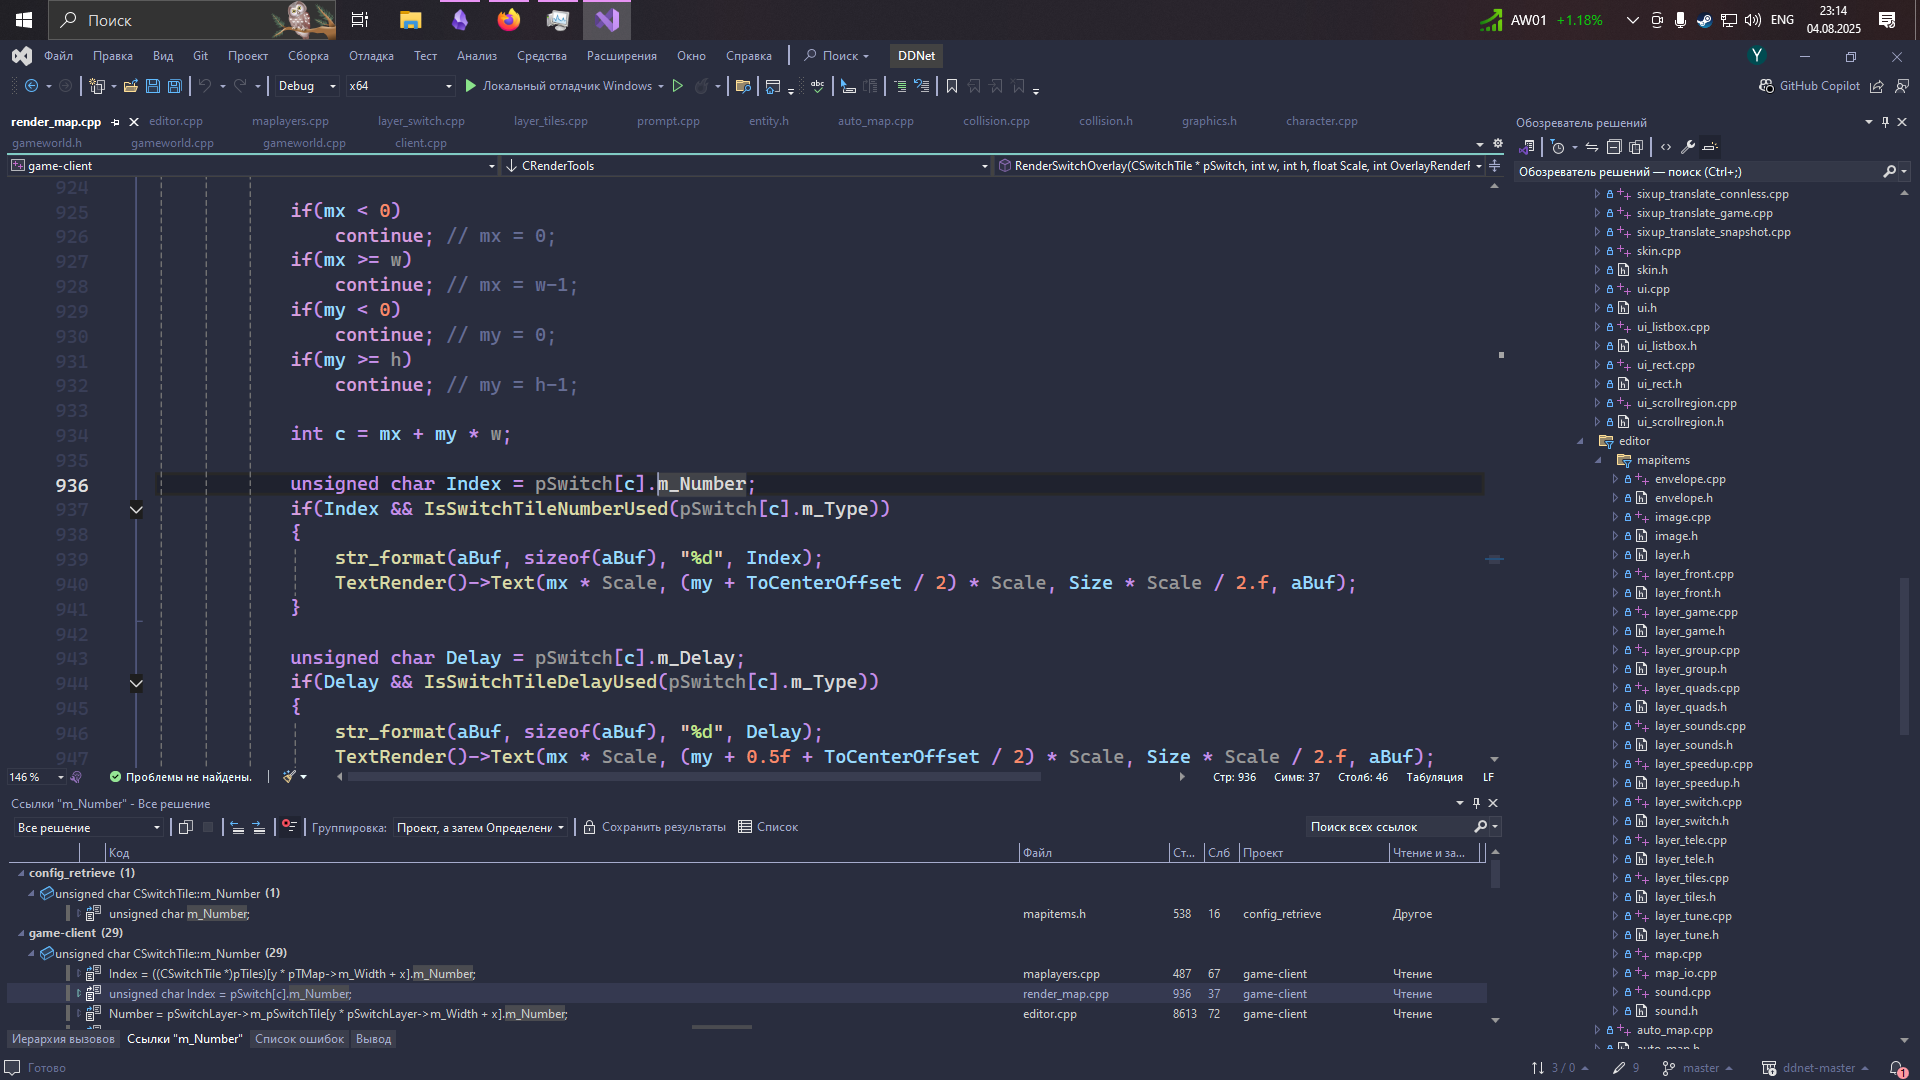 Поиск
AW01 +1.18%
ENG
23:14
04.08.2025
Файл Правка Вид Git Проект Сборка Отладка Тест Анализ Средства Расширения Окно Справка Поиск DDNet
Y
Debug x64 Локальный отладчик Windows GitHub Copilot
render_map.cpp editor.cpp maplayers.cpp layer_switch.cpp layer_tiles.cpp prompt.cpp entity.h auto_map.cpp collision.cpp collision.h graphics.h character.cpp
gameworld.h gameworld.cpp gameworld.cpp client.cpp
game-client CRenderTools RenderSwitchOverlay(CSwitchTile * pSwitch, int w, int h, float Scale, int OverlayRenderF
924
925 if(mx < 0)
926 continue; // mx = 0;
927 if(mx >= w)
928 continue; // mx = w-1;
929 if(my < 0)
930 continue; // my = 0;
931 if(my >= h)
932 continue; // my = h-1;
933
934 int c = mx + my * w;
935
936 unsigned char Index = pSwitch[c].m_Number;
937 if(Index && IsSwitchTileNumberUsed(pSwitch[c].m_Type))
938 {
939 str_format(aBuf, sizeof(aBuf), "%d", Index);
940 TextRender()->Text(mx * Scale, (my + ToCenterOffset / 2) * Scale, Size * Scale / 2.f, aBuf);
941 }
942
943 unsigned char Delay = pSwitch[c].m_Delay;
944 if(Delay && IsSwitchTileDelayUsed(pSwitch[c].m_Type))
945 {
946 str_format(aBuf, sizeof(aBuf), "%d", Delay);
947 TextRender()->Text(mx * Scale, (my + 0.5f + ToCenterOffset / 2) * Scale, Size * Scale / 2.f, aBuf);
146 % Проблемы не найдены. Стр: 936 Симв: 37 Столб: 46 Табуляция LF
Ссылки "m_Number" - Все решение
Все решение Группировка: Проект, а затем Определени Сохранить результаты Список Поиск всех ссылок
Код Файл Ст... Слб Проект Чтение и за...
config_retrieve (1)
unsigned char CSwitchTile::m_Number (1)
unsigned char m_Number; mapitems.h 538 16 config_retrieve Другое
game-client (29)
unsigned char CSwitchTile::m_Number (29)
Index = ((CSwitchTile *)pTiles)[y * pTMap->m_Width + x].m_Number; maplayers.cpp 487 67 game-client Чтение
unsigned char Index = pSwitch[c].m_Number; render_map.cpp 936 37 game-client Чтение
Number = pSwitchLayer->m_pSwitchTile[y * pSwitchLayer->m_Width + x].m_Number; editor.cpp 8613 72 game-client Чтение
Иерархия вызовов Ссылки "m_Number" Список ошибок Вывод
Обозреватель решений
Обозреватель решений — поиск (Ctrl+;)
sixup_translate_connless.cpp
sixup_translate_game.cpp
sixup_translate_snapshot.cpp
skin.cpp
skin.h
ui.cpp
ui.h
ui_listbox.cpp
ui_listbox.h
ui_rect.cpp
ui_rect.h
ui_scrollregion.cpp
ui_scrollregion.h
editor
mapitems
envelope.cpp
envelope.h
image.cpp
image.h
layer.h
layer_front.cpp
layer_front.h
layer_game.cpp
layer_game.h
layer_group.cpp
layer_group.h
layer_quads.cpp
layer_quads.h
layer_sounds.cpp
layer_sounds.h
layer_speedup.cpp
layer_speedup.h
layer_switch.cpp
layer_switch.h
layer_tele.cpp
layer_tele.h
layer_tiles.cpp
layer_tiles.h
layer_tune.cpp
layer_tune.h
map.cpp
map_io.cpp
sound.cpp
sound.h
auto_map.cpp
auto_map.h
Готово 3 / 0 9 master ddnet-master 1